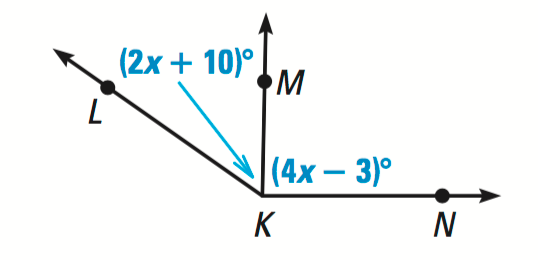 (2x + 10)°
M
L
(4x − 3)°
K
N